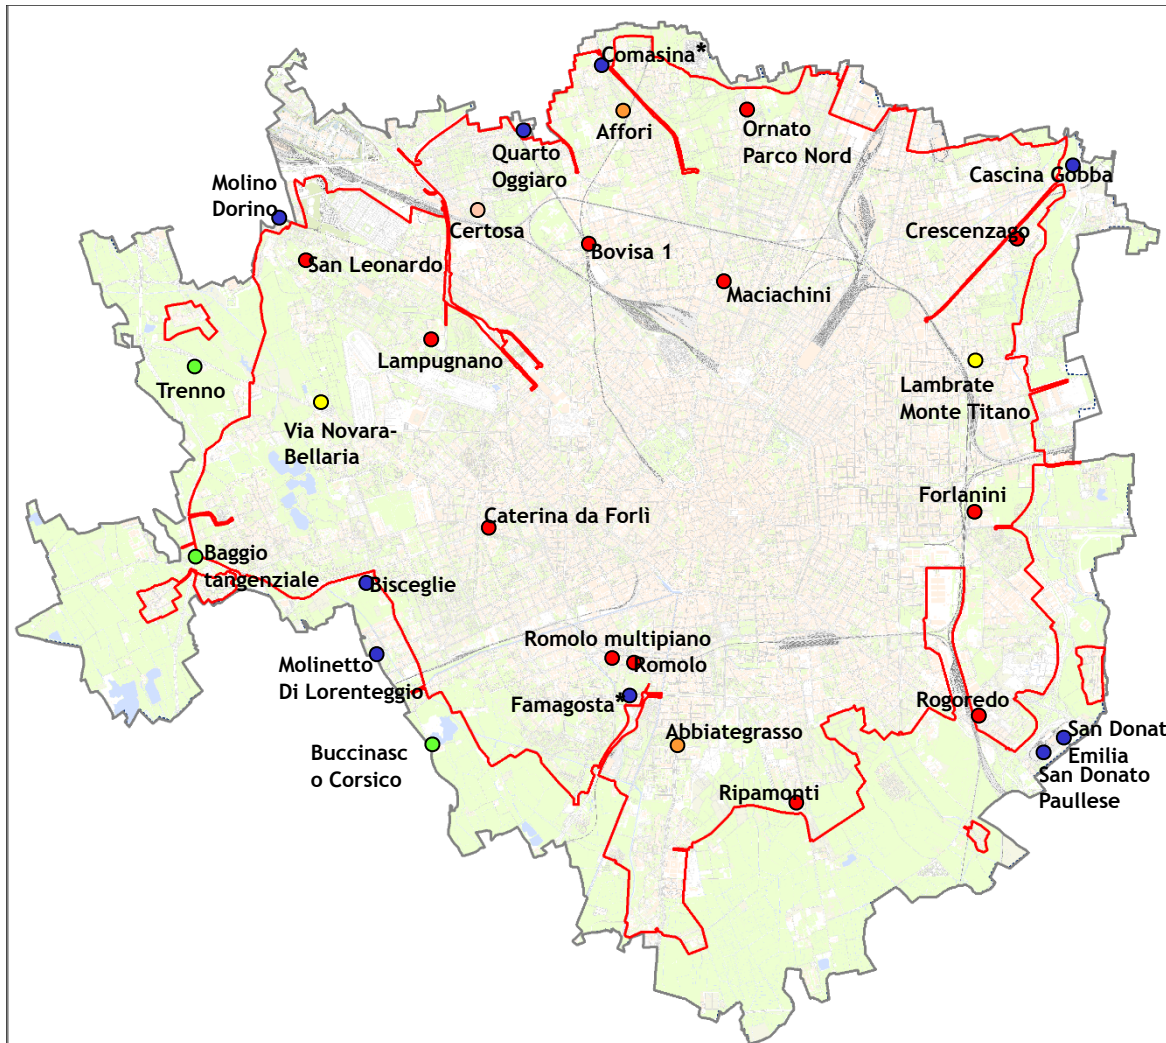 Comasina*
Affori
Ornato
Parco Nord
Quarto
Oggiaro
Cascina Gobba
Molino
Dorino
Certosa
Crescenzago
Bovisa 1
San Leonardo
Maciachini
Lampugnano
Trenno
Lambrate
Monte Titano
Via Novara-
Bellaria
Forlanini
Caterina da Forlì
Baggio
tangenziale
Bisceglie
Romolo multipiano
Romolo
Molinetto
Di Lorenteggio
Famagosta*
Rogoredo
Abbiategrasso
San Donat
Emilia
Buccinasc
o Corsico
San Donato
Paullese
Ripamonti